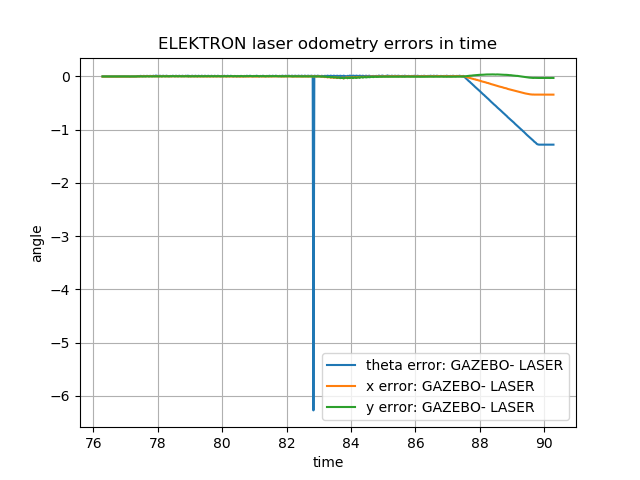 ELEKTRON laser odometry errors in time
0
−1
−2
−3
−4
−5
−6
angle
theta error: GAZEBO- LASER
x error: GAZEBO- LASER
y error: GAZEBO- LASER
76 78 80 82 84 86 88 90
time